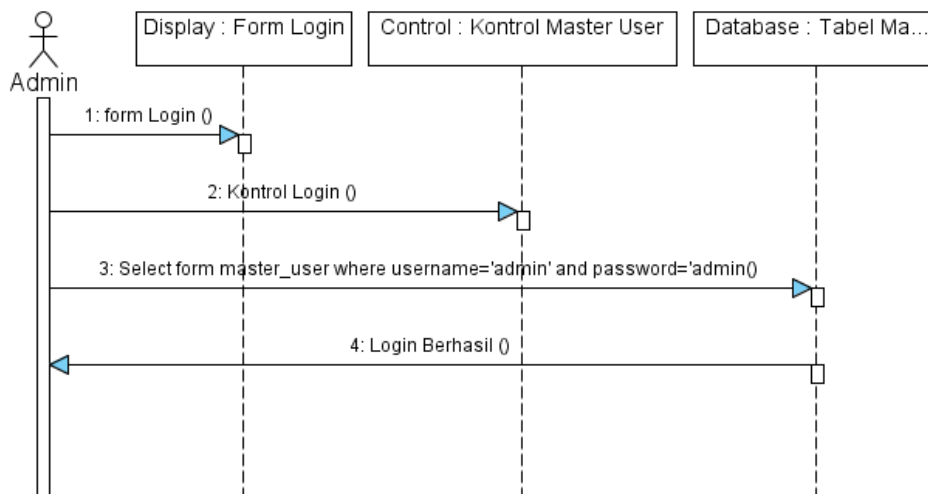 Display : Form Login
Control : Kontrol Master User
Database : Tabel Ma...
Admin
1: form Login ()
2: Kontrol Login ()
3: Select form master_user where username='admin' and password='admin()
4: Login Berhasil ()